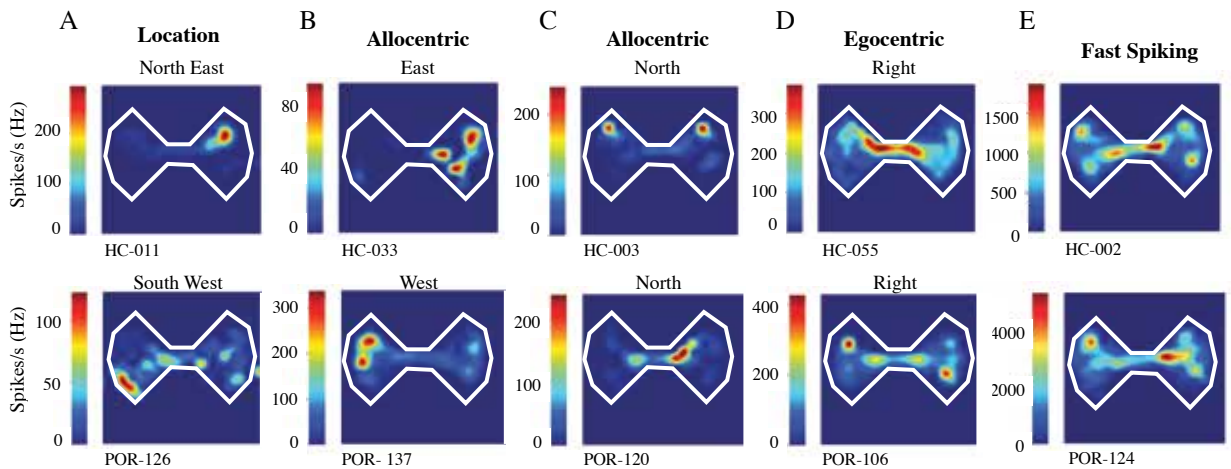 A
Location
North East
Spikes/s (Hz)
200
100
0
HC-011
B
Allocentric
East
80
40
0
HC-033
C
Allocentric
North
200
100
0
HC-003
D
Egocentric
Right
300
200
100
0
HC-055
E
Fast Spiking
1500
1000
500
0
HC-002
South West
Spikes/s (Hz)
100
50
0
POR-126
West
300
200
100
0
POR- 137
North
200
100
0
POR-120
Right
400
200
0
POR-106
4000
2000
0
POR-124